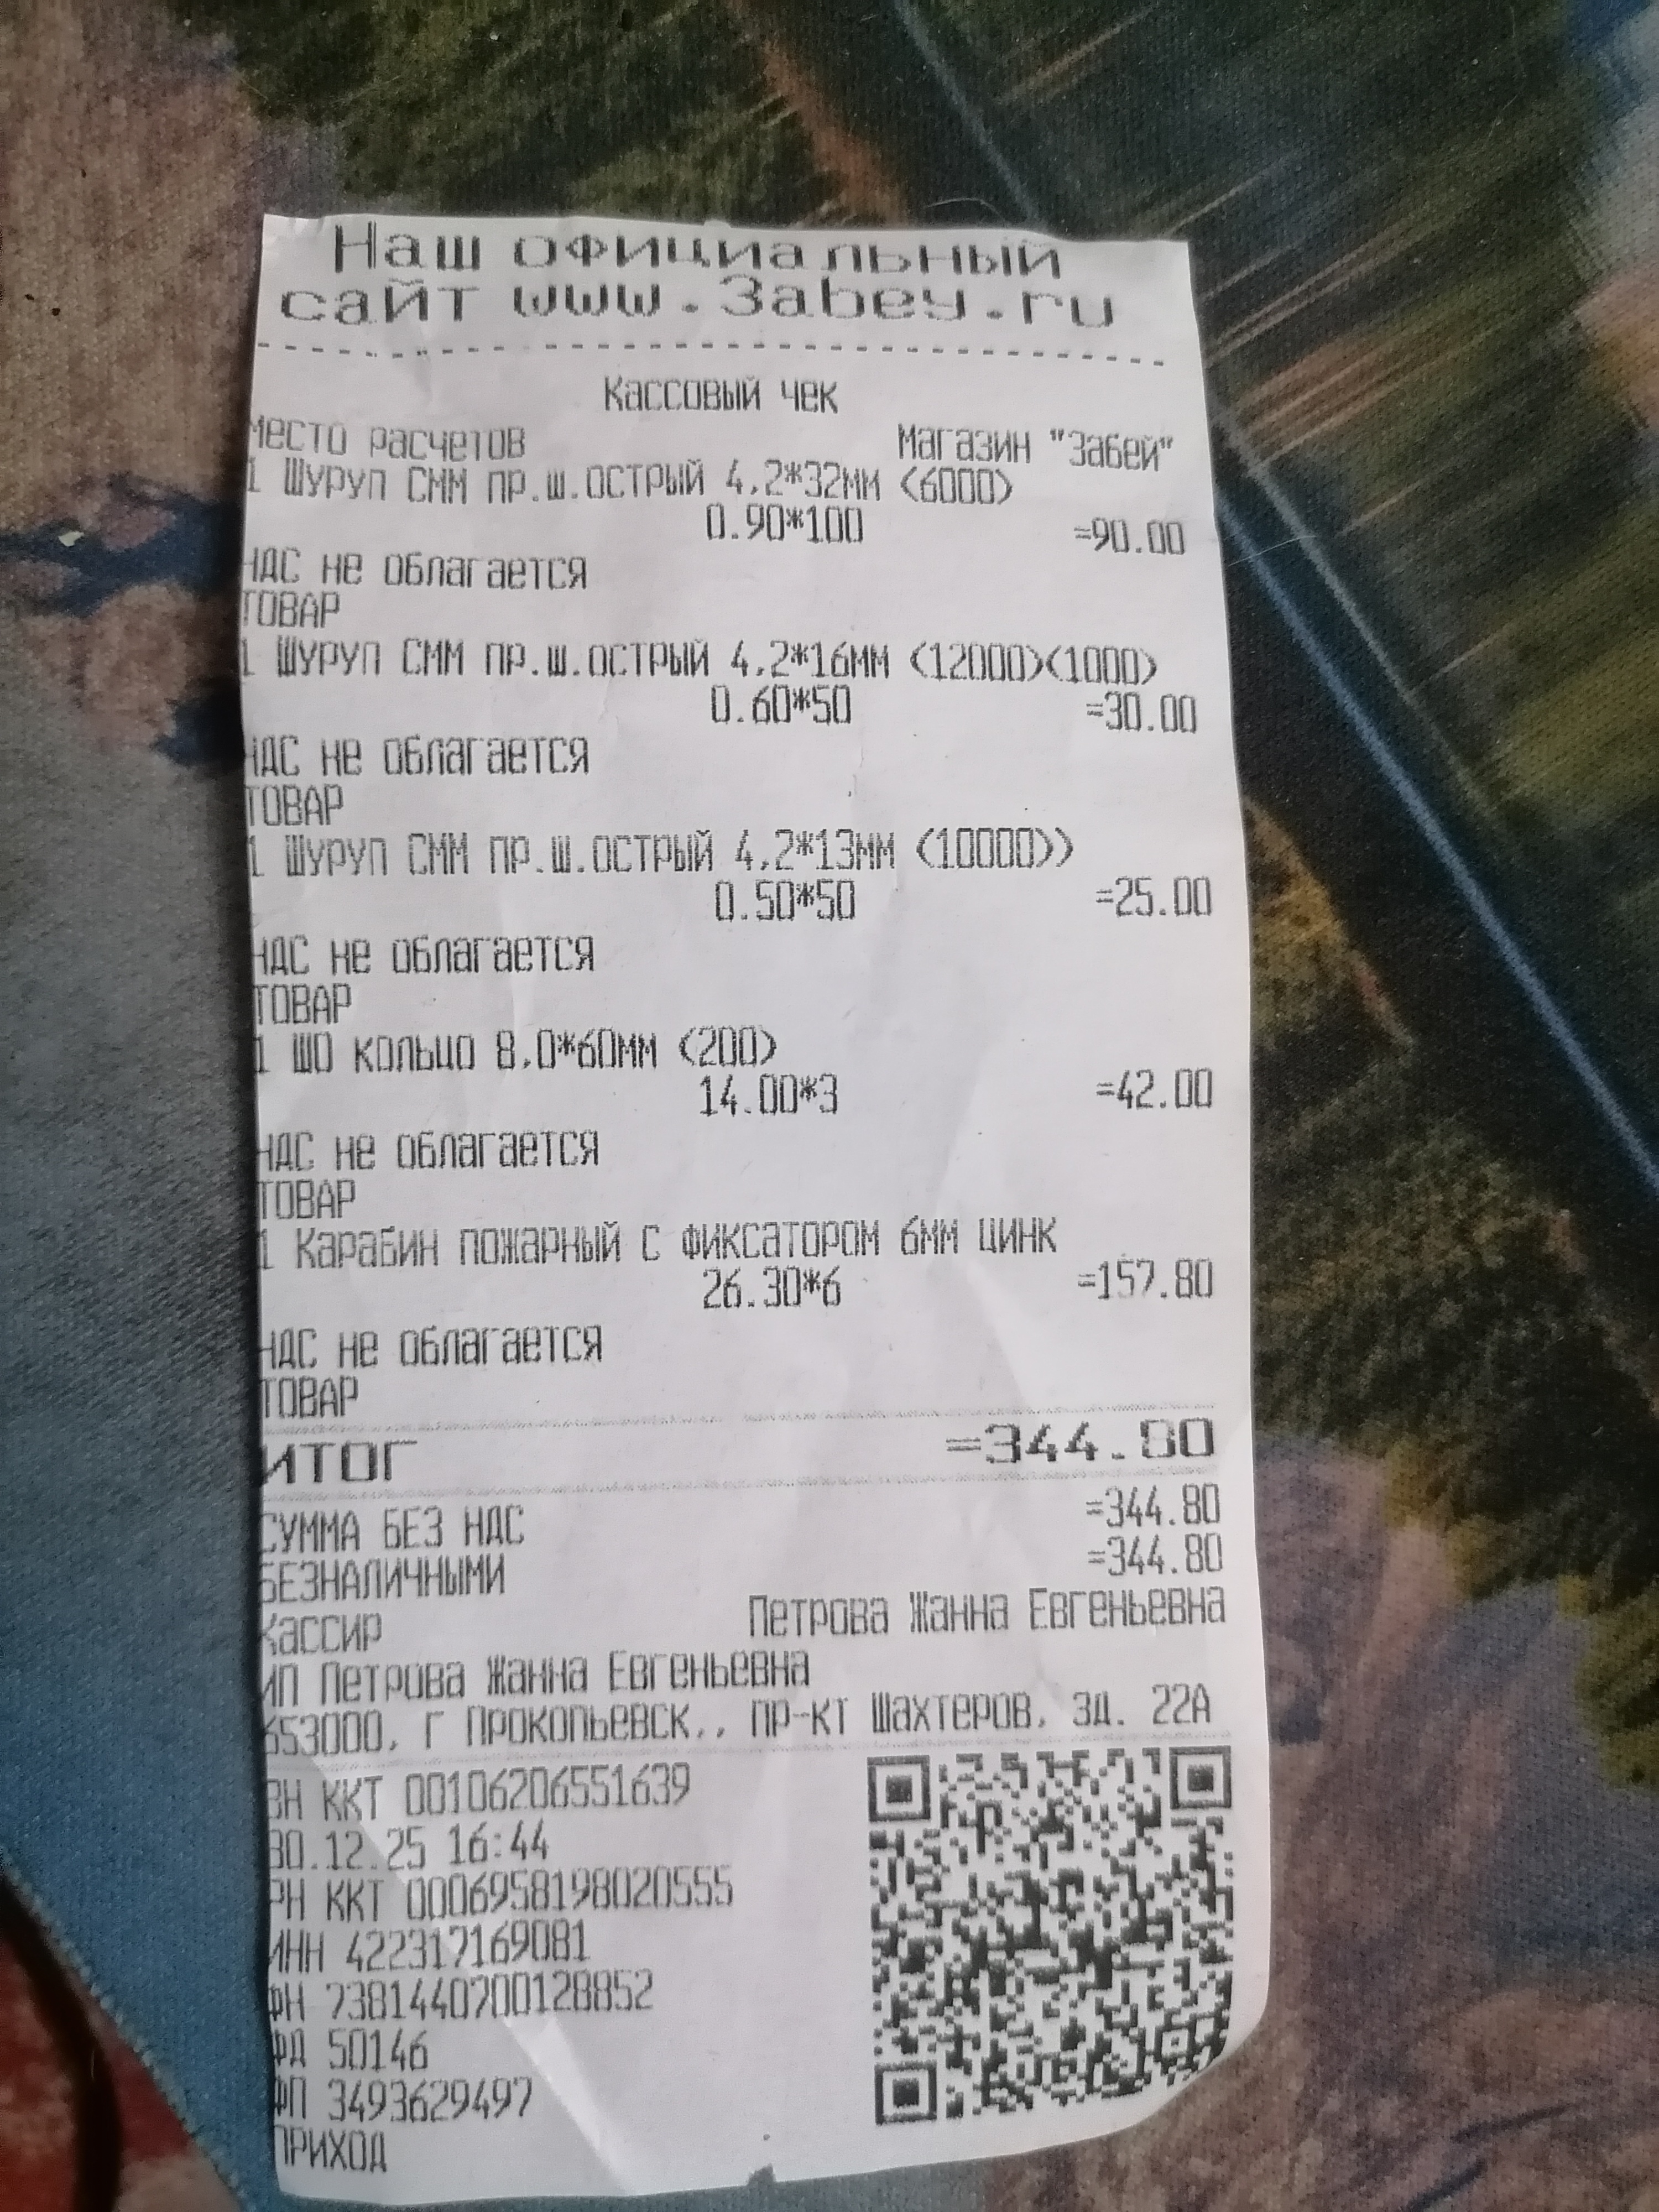 Наш официальный
сайт www.3abey.ru
Кассовый чек
МЕСТО РАСЧЕТОВ Магазин "Забей"
1 ШУРУП СММ ПР.Ш.ОСТРЫЙ 4,2*32ММ (6000)
0.90*100 =90.00
НДС не облагается
ТОВАР
1 ШУРУП СММ ПР.Ш.ОСТРЫЙ 4,2*16ММ (12000)(1000)
0.60*50 =30.00
НДС не облагается
ТОВАР
1 ШУРУП СММ ПР.Ш.ОСТРЫЙ 4,2*13ММ (10000))
0.50*50 =25.00
НДС не облагается
ТОВАР
1 ШО КОЛЬЦО 8,0*60ММ (200)
14.00*3 =42.00
НДС не облагается
ТОВАР
1 Карабин пожарный с фиксатором 6мм цинк
26.30*6 =157.80
НДС не облагается
ТОВАР
ИТОГ =344.80
СУММА БЕЗ НДС =344.80
БЕЗНАЛИЧНЫМИ =344.80
Кассир Петрова Жанна Евгеньевна
ИП Петрова Жанна Евгеньевна
653000, Г Прокопьевск,, пр-кт Шахтеров, зд. 22А
ЗН ККТ 00106206551639
30.12.25 16:44
РН ККТ 0006958198020555
ИНН 422317169081
ФН 7381440700128852
ФД 50146
ФП 3493629497
ПРИХОД